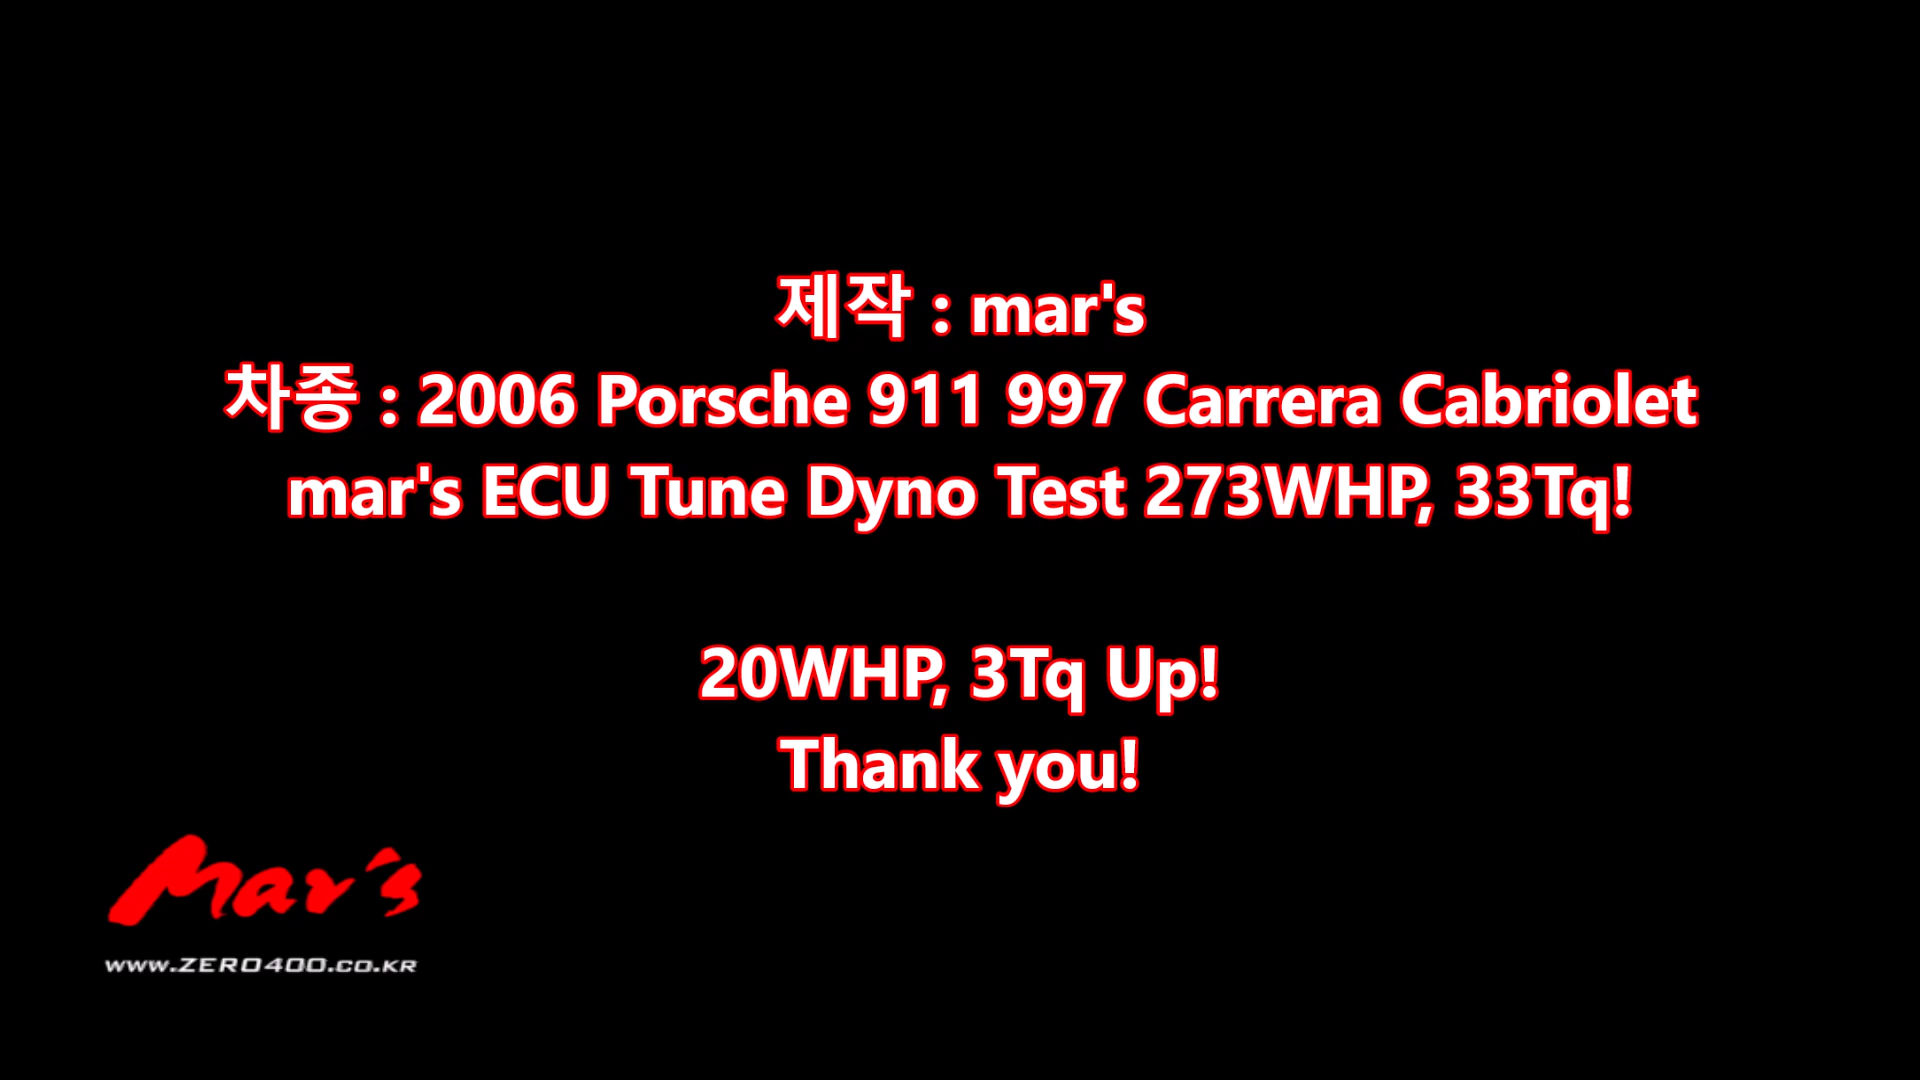 제작 : mar's
차종 : 2006 Porsche 911 997 Carrera Cabriolet
mar's ECU Tune Dyno Test 273WHP, 33Tq!
20WHP, 3Tq Up!
Thank you!
Mar's
www.ZERO400.co.kr